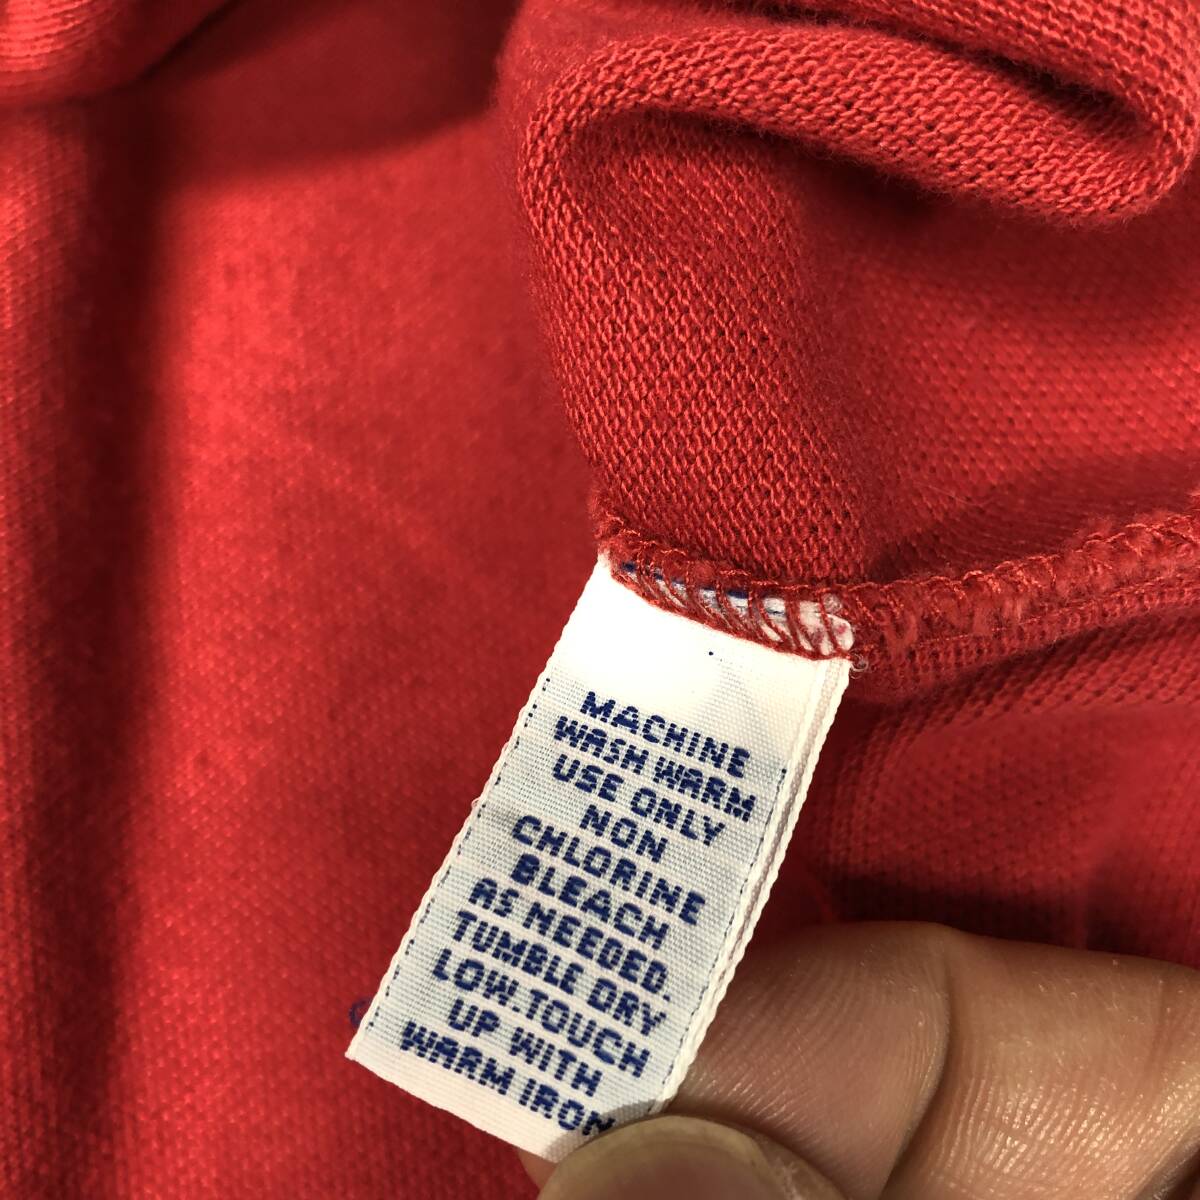 MACHINE
WASH WARM
USE ONLY
NON
CHLORINE
BLEACH
AS NEEDED.
TUMBLE DRY
LOW.TOUCH
UP WITH
WARM IRON